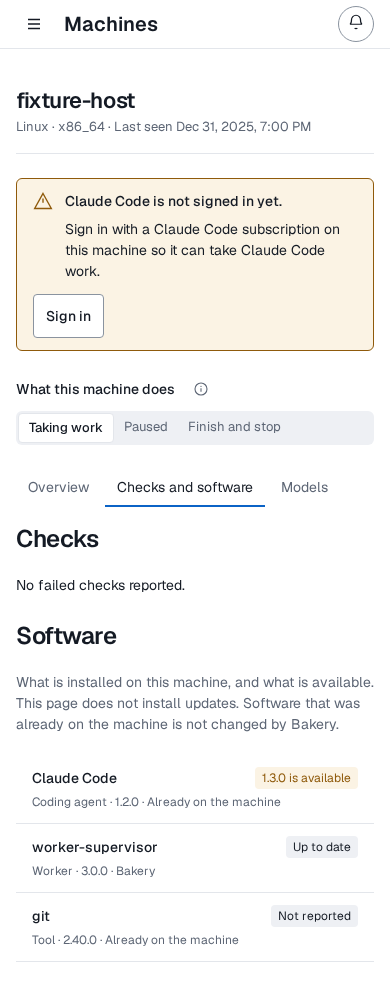 Machines
fixture-host
Linux · x86_64 · Last seen Dec 31, 2025, 7:00 PM
Claude Code is not signed in yet.
Sign in with a Claude Code subscription on
this machine so it can take Claude Code
work.
Sign in
What this machine does
Taking work Paused Finish and stop
Overview Checks and software Models
Checks
No failed checks reported.
Software
What is installed on this machine, and what is available.
This page does not install updates. Software that was
already on the machine is not changed by Bakery.
Claude Code 1.3.0 is available
Coding agent · 1.2.0 · Already on the machine
worker-supervisor Up to date
Worker · 3.0.0 · Bakery
git Not reported
Tool · 2.40.0 · Already on the machine